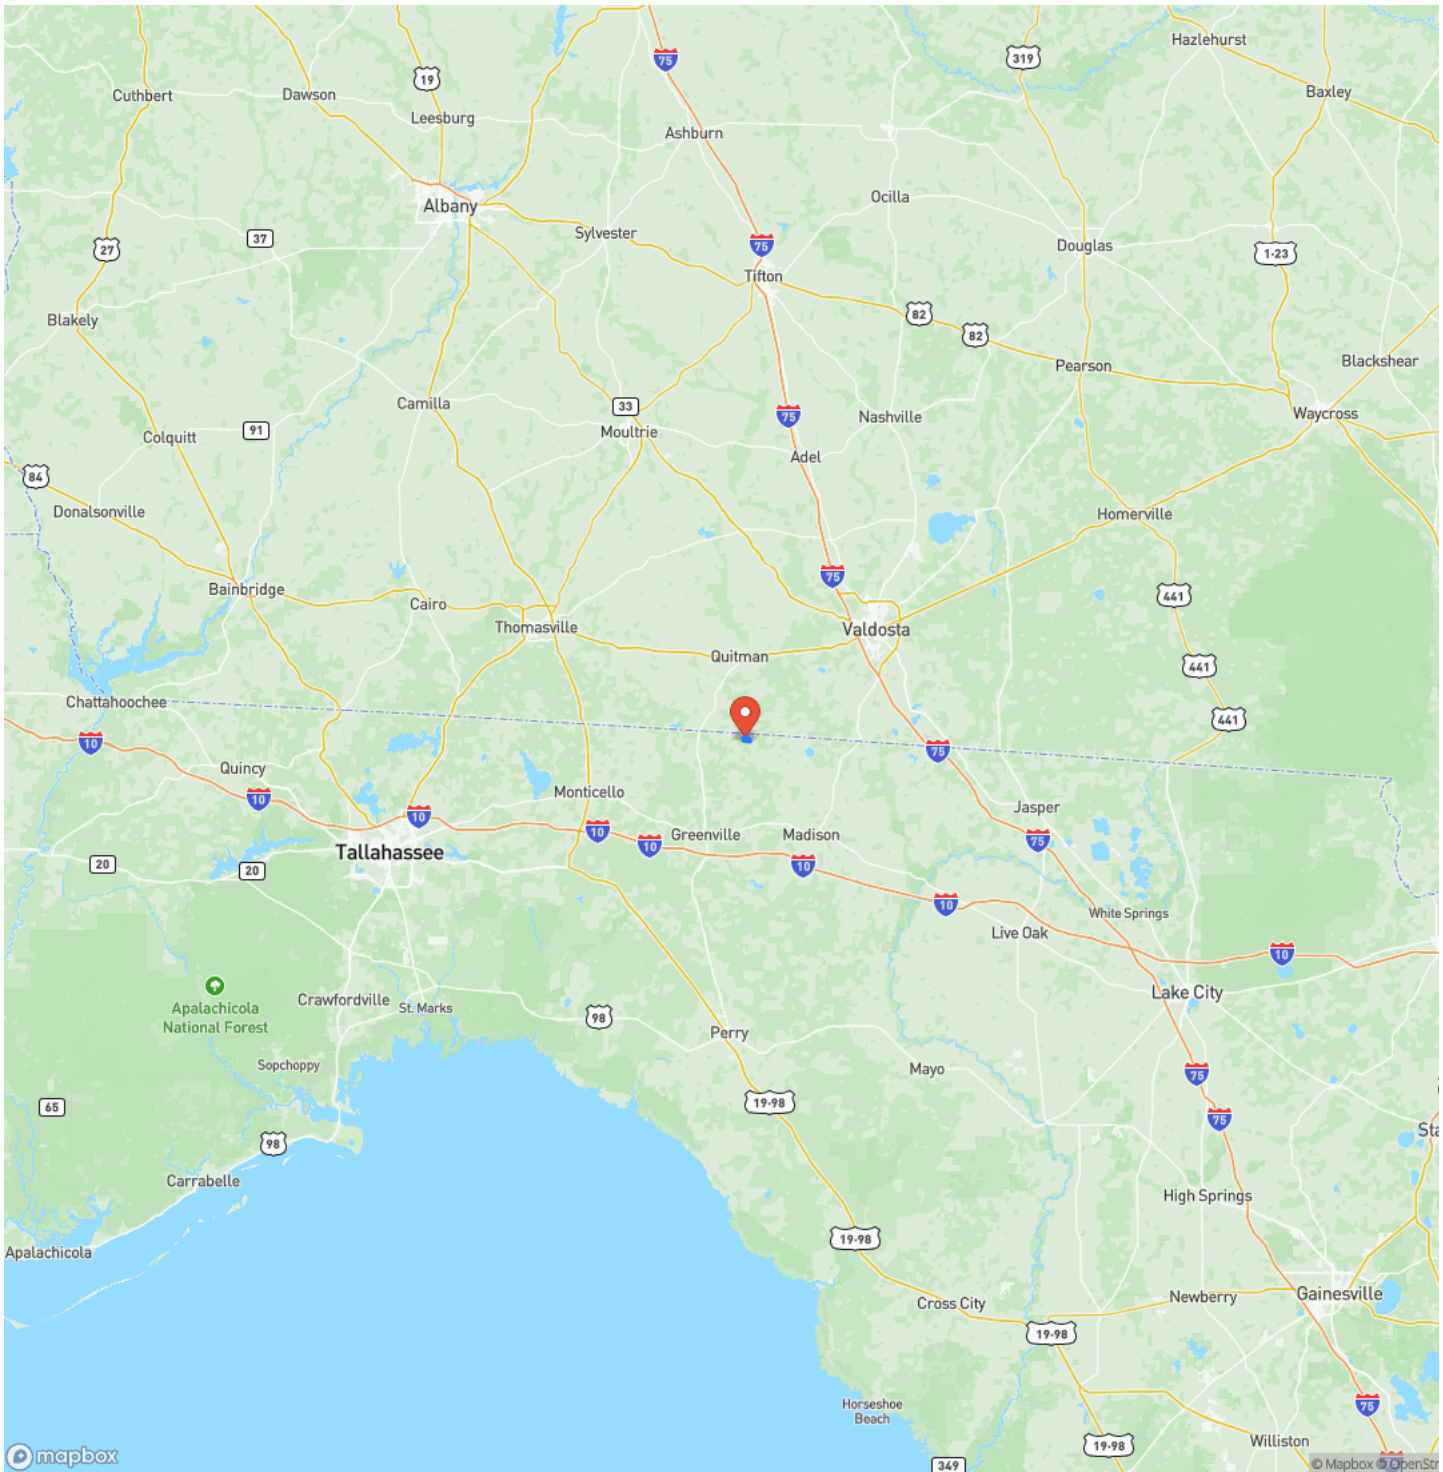 75
319
Hazlehurst
19
Cuthbert
Dawson
Baxley
Leesburg
Ashburn
Ocilla
Albany
37
Sylvester
75
Douglas
27
1-23
Tifton
Blakely
82
82
Blackshear
Pearson
Camilla
33
75
Nashville
Waycross
91
Colquitt
Moultrie
Adel
84
Donalsonville
Homerville
75
Bainbridge
441
Cairo
Thomasville
Valdosta
Quitman
441
Chattahoochee
441
10
75
Quincy
10
Monticello
Jasper
10
10
Greenville
Madison
75
10
Tallahassee
20
20
10
10
White Springs
Live Oak
10
Lake City
Apalachicola
National Forest
Crawfordville
St. Marks
98
Perry
Sopchoppy
Mayo
75
65
19-98
75
98
Sta
Carrabelle
High Springs
19-98
Apalachicola
Newberry
Gainesville
Cross City
19-98
Horseshoe
Beach
75
19-98
Williston
mapbox
349
75
© Mapbox © OpenStr